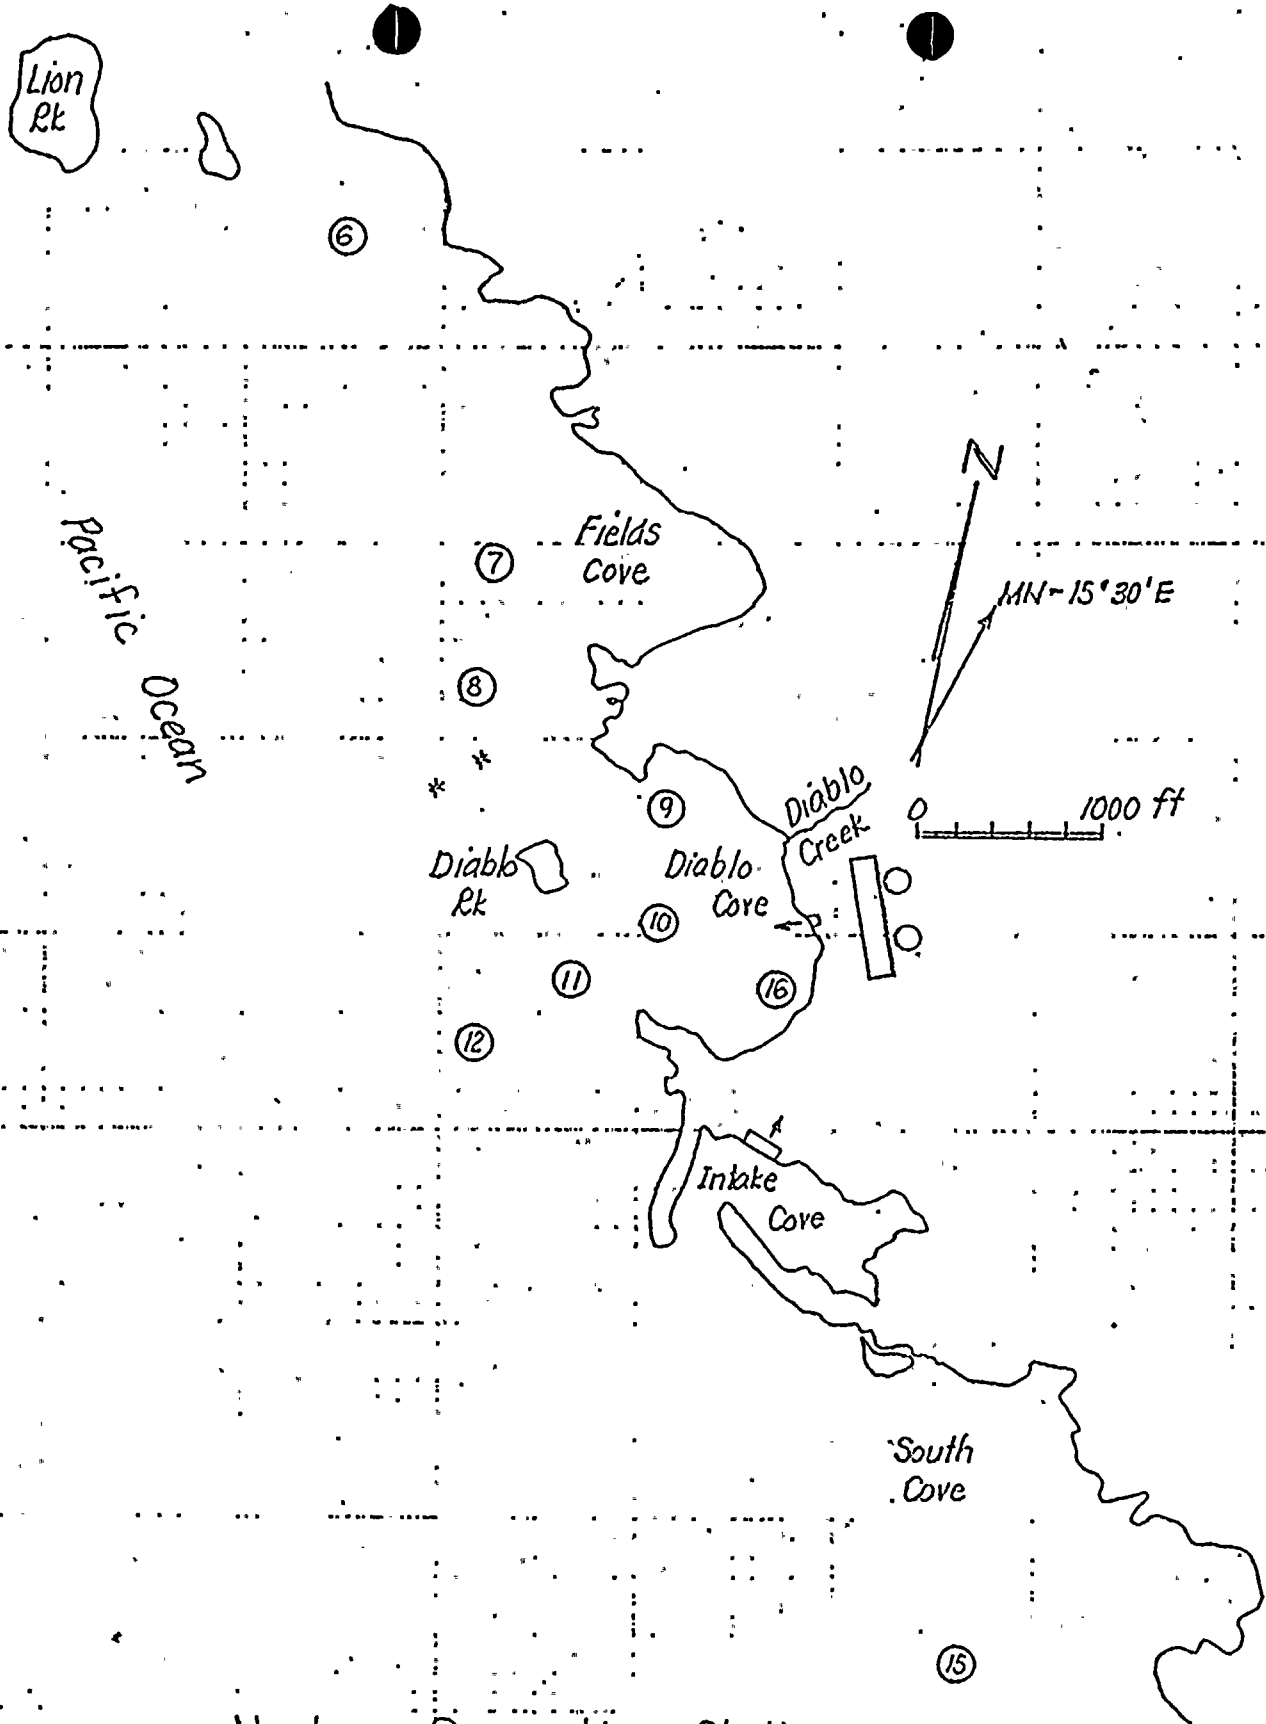 Lion
Rk
6
N
Pacific
Ocean
7
Fields
Cove
MN-15°30'E
8
9
Diablo
Creek
0
1000 ft
Diablo
Rk
Diablo
Cove
10
11
16
12
Intake
Cove
South
Cove
15